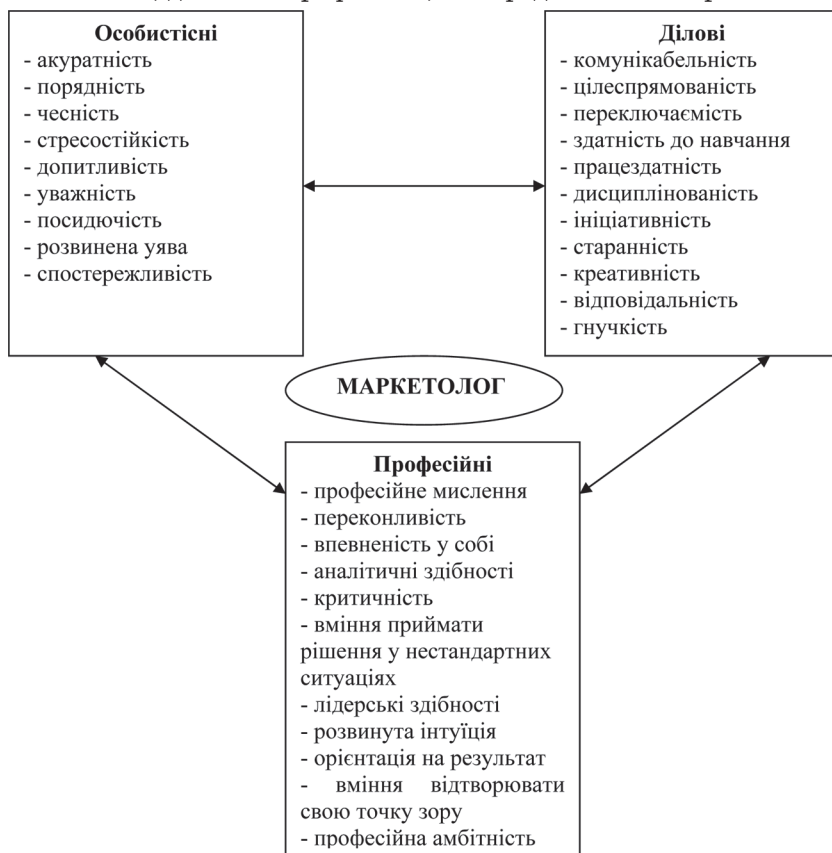 Особистісні
- акуратність
- порядність
- чесність
- стресостійкість
- допитливість
- уважність
- посидючість
- розвинена уява
- спостережливість
Ділові
- комунікабельність
- цілеспрямованість
- переключаємість
- здатність до навчання
- працездатність
- дисциплінованість
- ініціативність
- старанність
- креативність
- відповідальність
- гнучкість
МАРКЕТОЛОГ
Професійні
- професійне мислення
- переконливість
- впевненість у собі
- аналітичні здібності
- критичність
- вміння приймати
рішення у нестандартних
ситуаціях
- лідерські здібності
- розвинута інтуїція
- орієнтація на результат
- вміння відтворювати
свою точку зору
- професійна амбітність